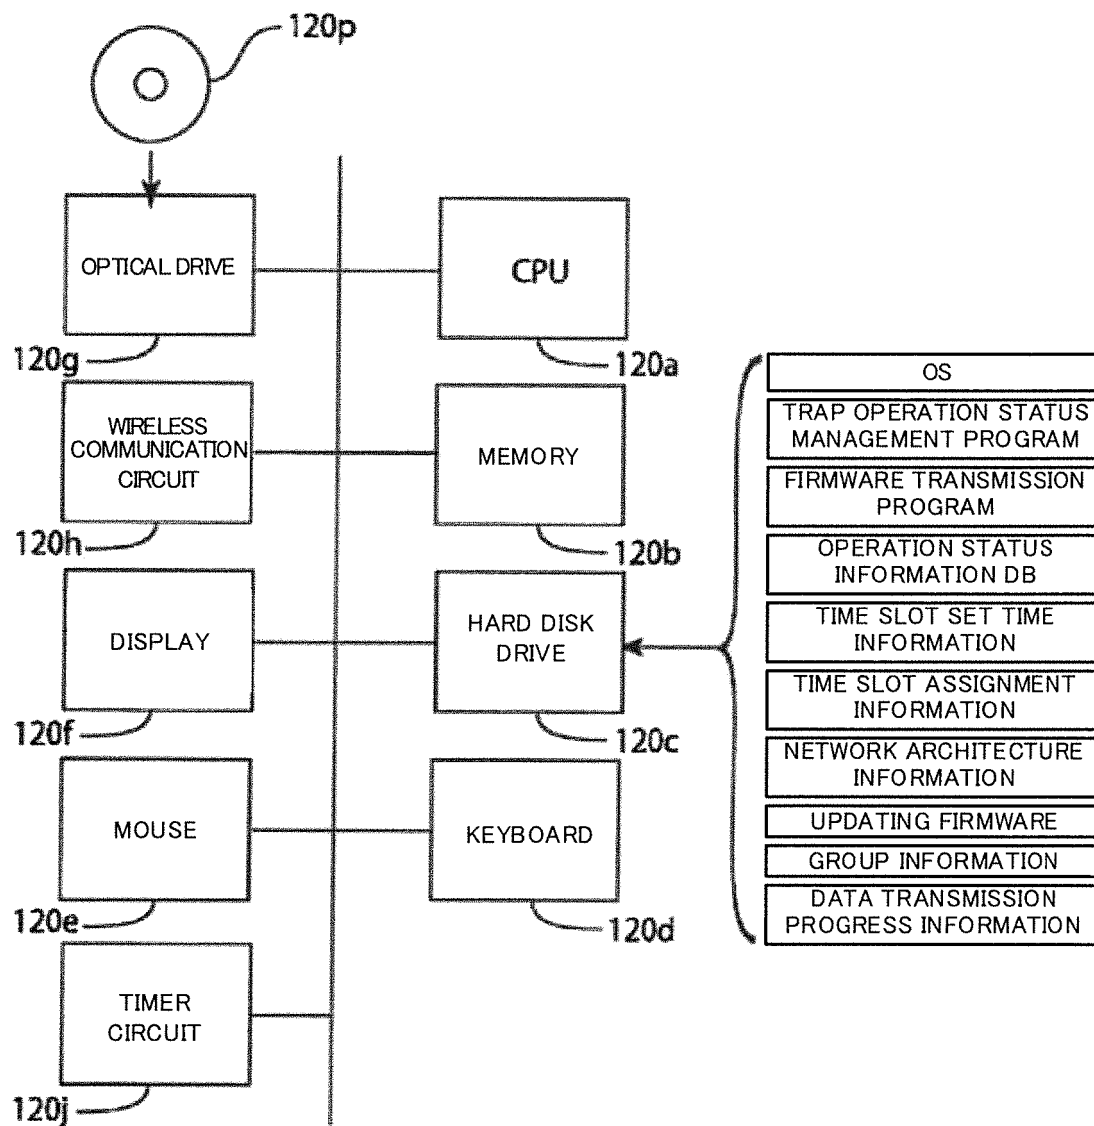 120p
OPTICAL DRIVE
CPU
120g
120a
WIRELESS
COMMUNICATION
CIRCUIT
MEMORY
120h
120b
DISPLAY
HARD DISK
DRIVE
120f
120c
MOUSE
KEYBOARD
120e
120d
TIMER
CIRCUIT
120j
OS
TRAP OPERATION STATUS
MANAGEMENT PROGRAM
FIRMWARE TRANSMISSION
PROGRAM
OPERATION STATUS
INFORMATION DB
TIME SLOT SET TIME
INFORMATION
TIME SLOT ASSIGNMENT
INFORMATION
NETWORK ARCHITECTURE
INFORMATION
UPDATING FIRMWARE
GROUP INFORMATION
DATA TRANSMISSION
PROGRESS INFORMATION